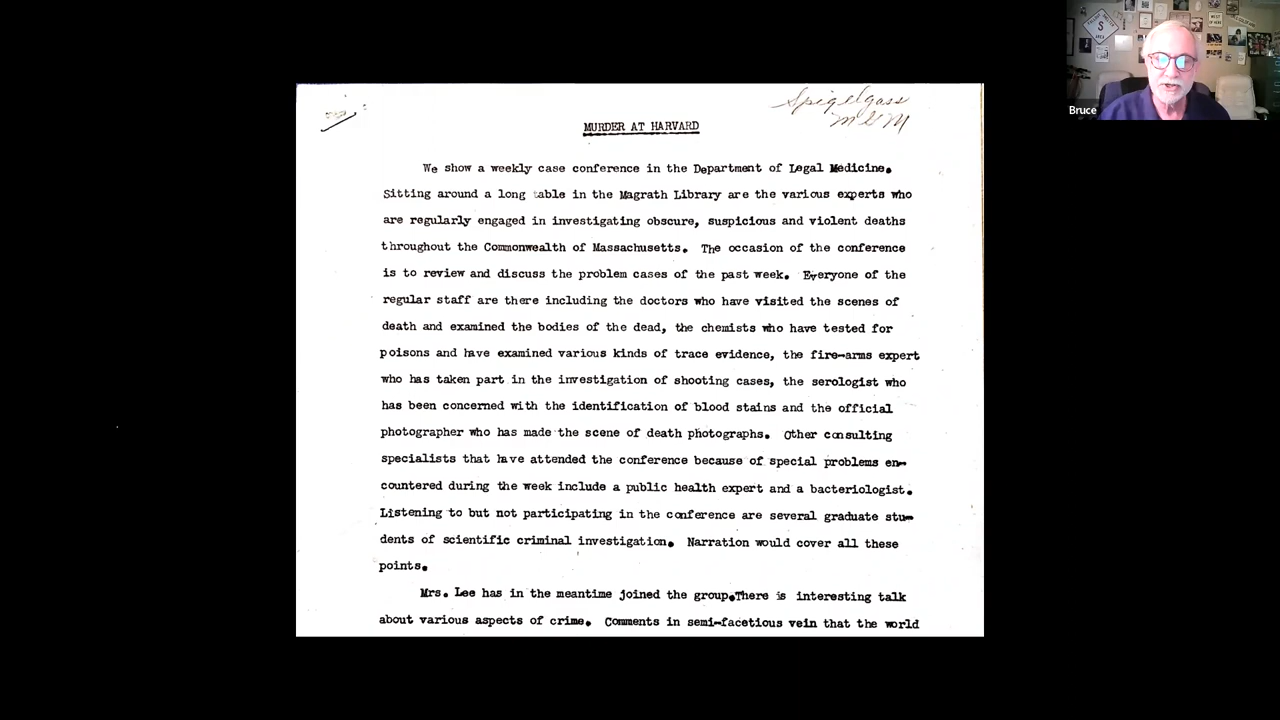 Spigelgass
MGM
MURDER AT HARVARD
We show a weekly case conference in the Department of Legal Medicine.
Sitting around a long table in the Magrath Library are the various experts who
are regularly engaged in investigating obscure, suspicious and violent deaths
throughout the Commonwealth of Massachusetts. The occasion of the conference
is to review and discuss the problem cases of the past week. Everyone of the
regular staff are there including the doctors who have visited the scenes of
death and examined the bodies of the dead, the chemists who have tested for
poisons and have examined various kinds of trace evidence, the fire-arms expert
who has taken part in the investigation of shooting cases, the serologist who
has been concerned with the identification of blood stains and the official
photographer who has made the scene of death photographs. Other consulting
specialists that have attended the conference because of special problems en-
countered during the week include a public health expert and a bacteriologist.
Listening to but not participating in the conference are several graduate stu-
dents of scientific criminal investigation. Narration would cover all these
points.
Mrs. Lee has in the meantime joined the group.There is interesting talk
about various aspects of crime. Comments in semi-facetious vein that the world
S
Bruce